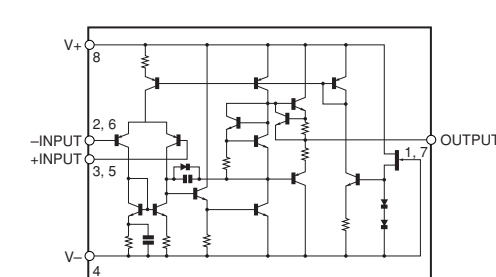 V+
8
2, 6
–INPUT
+INPUT
3, 5
OUTPUT
1, 7
V–
4